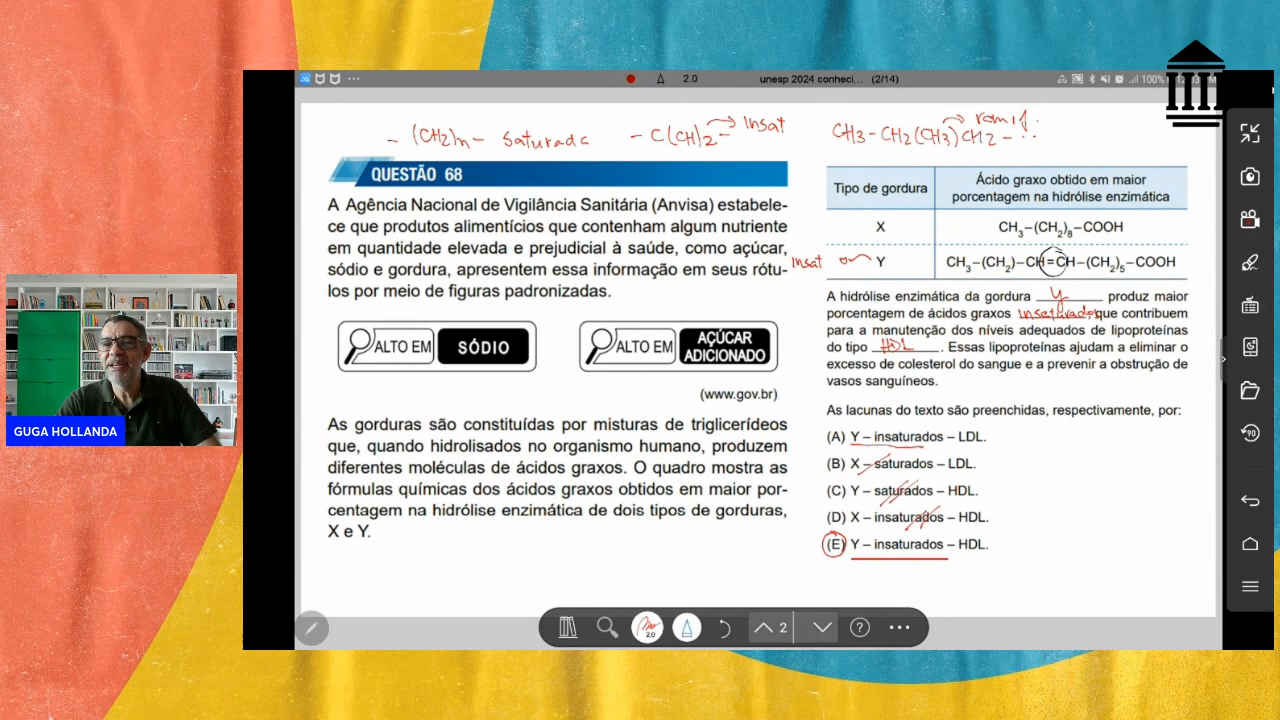 2.0 unesp 2024 conheci... (2/14) 100%
- (CH2)n - saturada - C(CH)2 - Insat
CH3 - CH2(CH3)CH2 - ... ramif.
QUESTÃO 68
A Agência Nacional de Vigilância Sanitária (Anvisa) estabele-
ce que produtos alimentícios que contenham algum nutriente
em quantidade elevada e prejudicial à saúde, como açúcar,
sódio e gordura, apresentem essa informação em seus rótu-
los por meio de figuras padronizadas.
ALTO EM SÓDIO
ALTO EM AÇÚCAR
ADICIONADO
(www.gov.br)
As gorduras são constituídas por misturas de triglicerídeos
que, quando hidrolisados no organismo humano, produzem
diferentes moléculas de ácidos graxos. O quadro mostra as
fórmulas químicas dos ácidos graxos obtidos em maior por-
centagem na hidrólise enzimática de dois tipos de gorduras,
X e Y.
Tipo de gordura
Ácido graxo obtido em maior
porcentagem na hidrólise enzimática
X CH3–(CH2)8–COOH
Insat Y CH3–(CH2)–CH=CH–(CH2)5–COOH
A hidrólise enzimática da gordura Y produz maior
porcentagem de ácidos graxos insaturados que contribuem
para a manutenção dos níveis adequados de lipoproteínas
do tipo HDL. Essas lipoproteínas ajudam a eliminar o
excesso de colesterol do sangue e a prevenir a obstrução de
vasos sanguíneos.
As lacunas do texto são preenchidas, respectivamente, por:
(A) Y – insaturados – LDL.
(B) X – saturados – LDL.
(C) Y – saturados – HDL.
(D) X – insaturados – HDL.
(E) Y – insaturados – HDL.
GUGA HOLLANDA
2.0
2
?
90